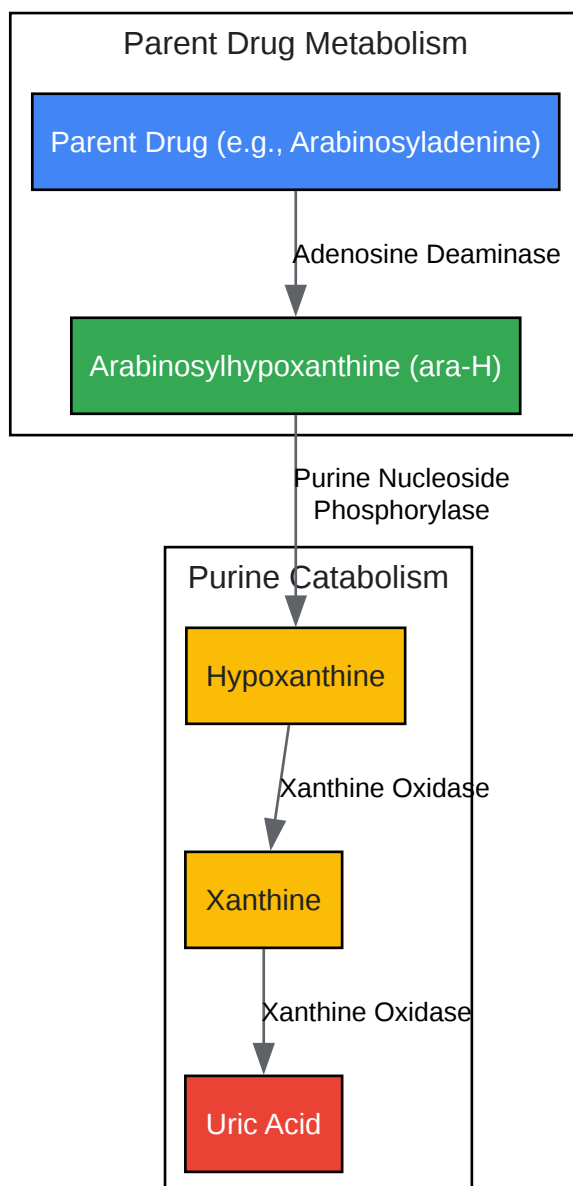 Parent Drug Metabolism
Parent Drug (e.g., Arabinosyladenine)
Adenosine Deaminase
Arabinosylhypoxanthine (ara-H)
Purine Nucleoside
Phosphorylase
Purine Catabolism
Hypoxanthine
Xanthine Oxidase
Xanthine
Xanthine Oxidase
Uric Acid